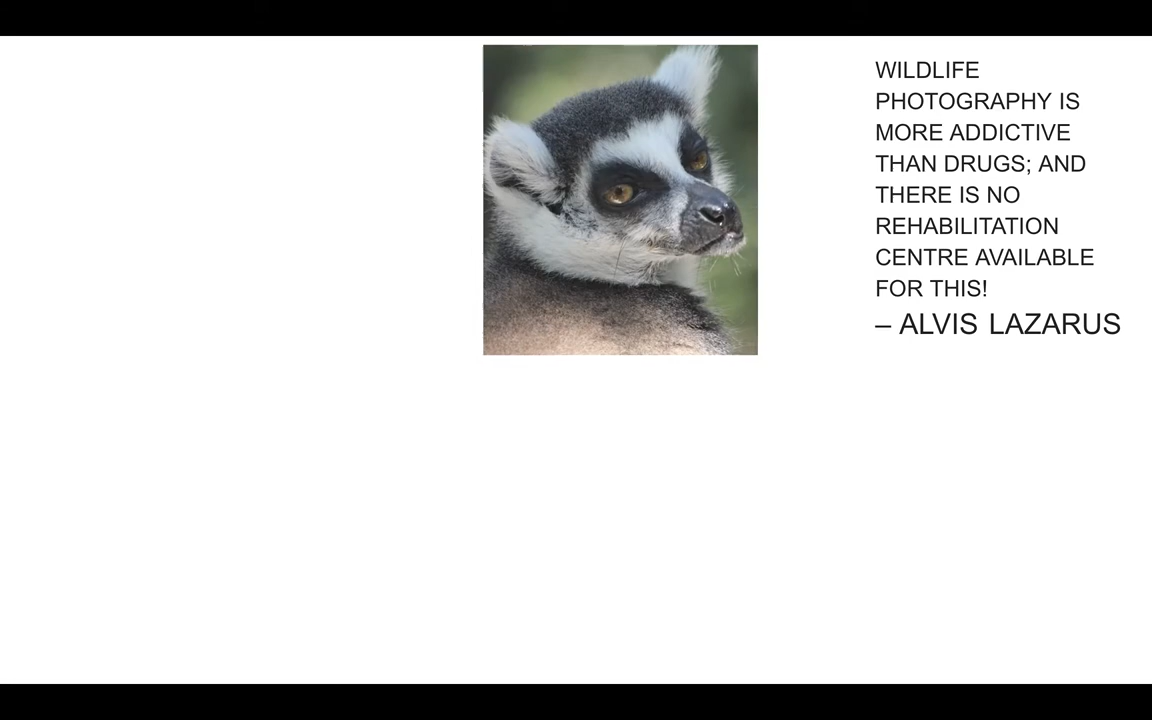 WILDLIFE
PHOTOGRAPHY IS
MORE ADDICTIVE
THAN DRUGS; AND
THERE IS NO
REHABILITATION
CENTRE AVAILABLE
FOR THIS!
– ALVIS LAZARUS